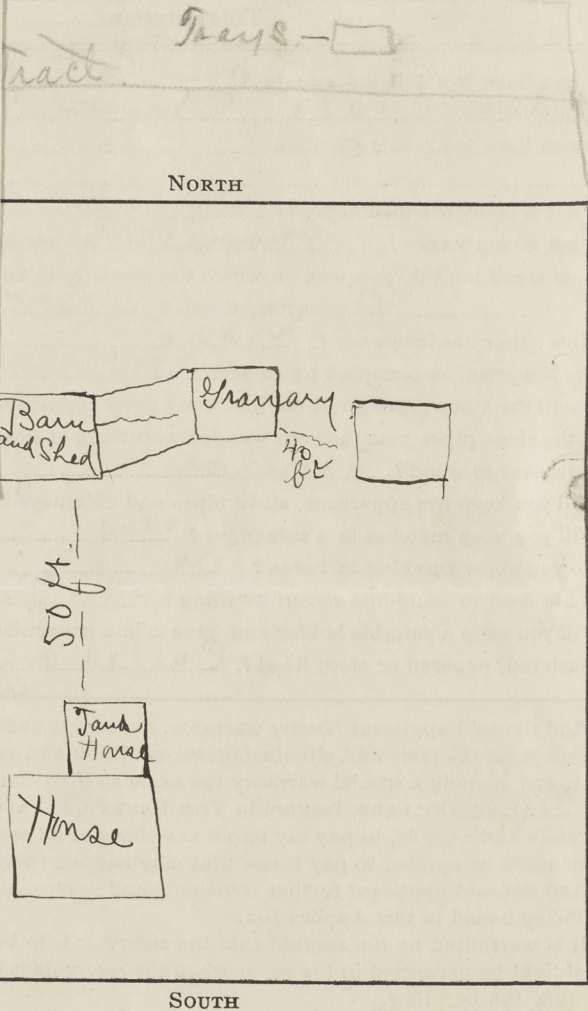 Trays —
Tract.
NORTH
Barn
and Shed
Granary
40
ft
50 ft.
Tank
House
House
SOUTH